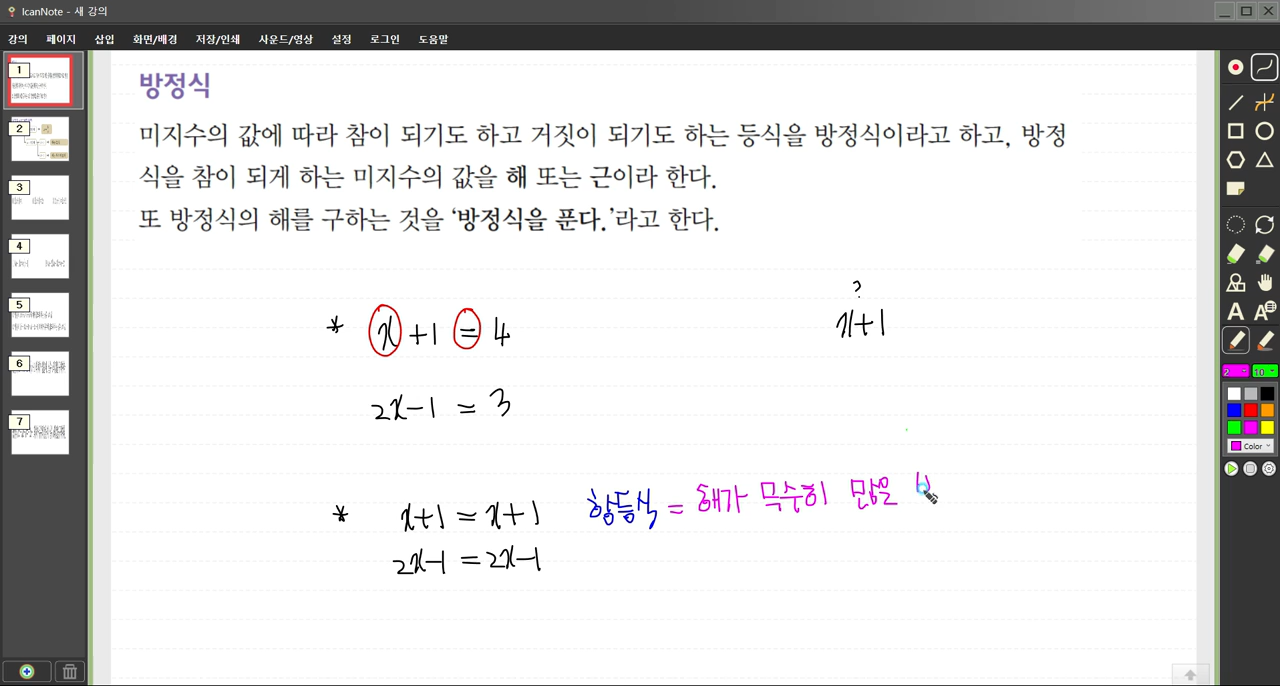 IcanNote - 새 강의
강의 페이지 삽입 화면/배경 저장/인쇄 사운드/영상 설정 로그인 도움말
1
2
3
4
5
6
7
방정식
미지수의 값에 따라 참이 되기도 하고 거짓이 되기도 하는 등식을 방정식이라고 하고, 방정
식을 참이 되게 하는 미지수의 값을 해 또는 근이라 한다.
또 방정식의 해를 구하는 것을 ‘방정식을 푼다.’라고 한다.
?
* x+1 = 4 x+1
2x-1 = 3
* x+1 = x+1 항등식 = 해가 무수히 많은
2x-1 = 2x-1
A A
2 10
Color